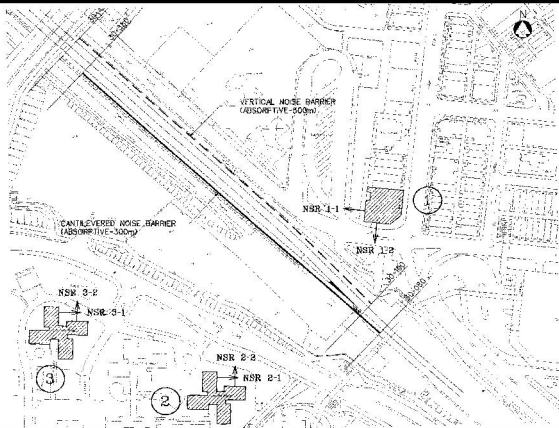 N
VERTICAL NOISE BARRIER
(ABSORPTIVE-300m)
1
NSR 1-1
NSR 1-2
CANTILEVERED NOISE BARRIER
(ABSORPTIVE-300m)
NSR 3-2
NSR 3-1
3
NSR 2-2
NSR 2-1
2